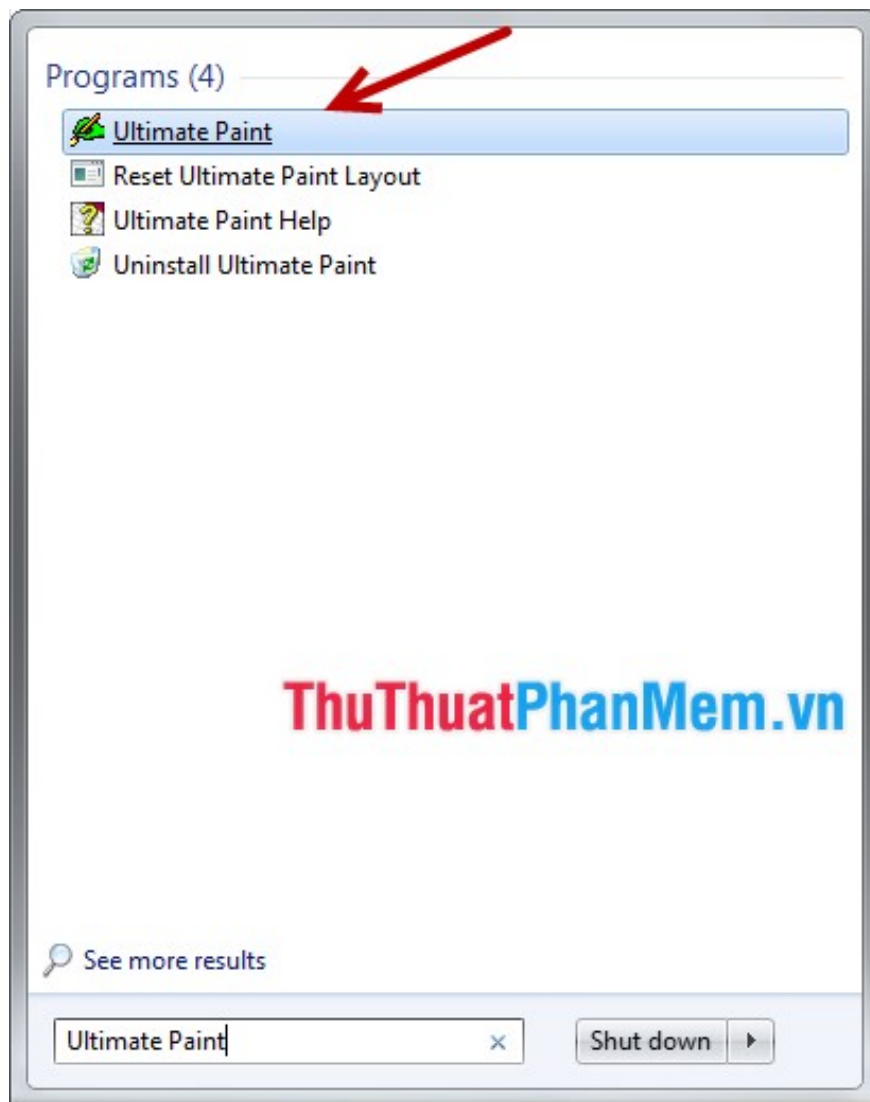 Programs (4)
Ultimate Paint
Reset Ultimate Paint Layout
Ultimate Paint Help
Uninstall Ultimate Paint
ThuThuatPhanMem.vn
See more results
Ultimate Paint
Shut down